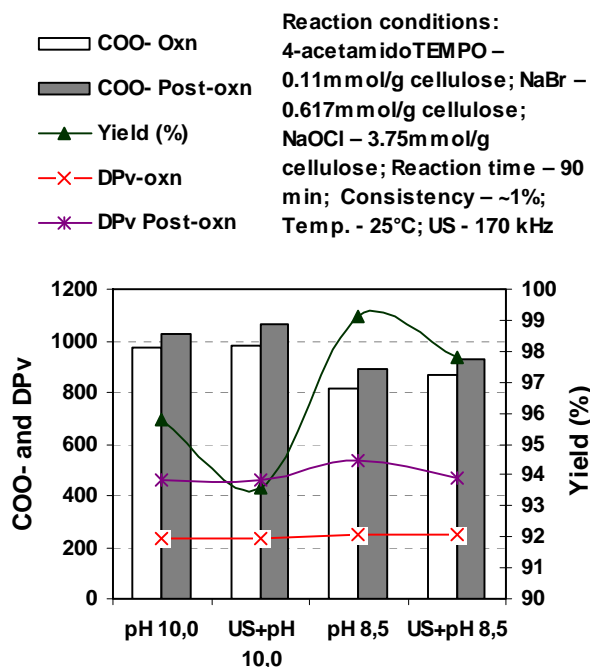 COO- Oxn
COO- Post-oxn
Yield (%)
DPv-oxn
DPv Post-oxn
Reaction conditions:
4-acetamidoTEMPO –
0.11mmol/g cellulose; NaBr –
0.617mmol/g cellulose;
NaOCl – 3.75mmol/g
cellulose; Reaction time – 90
min; Consistency – ~1%;
Temp. - 25°C; US - 170 kHz
COO- and DPv
1200
1000
800
600
400
200
0
100
99
98
97
96
95
94
93
92
91
90
Yield (%)
pH 10,0
US+pH
10,0
pH 8,5
US+pH 8,5